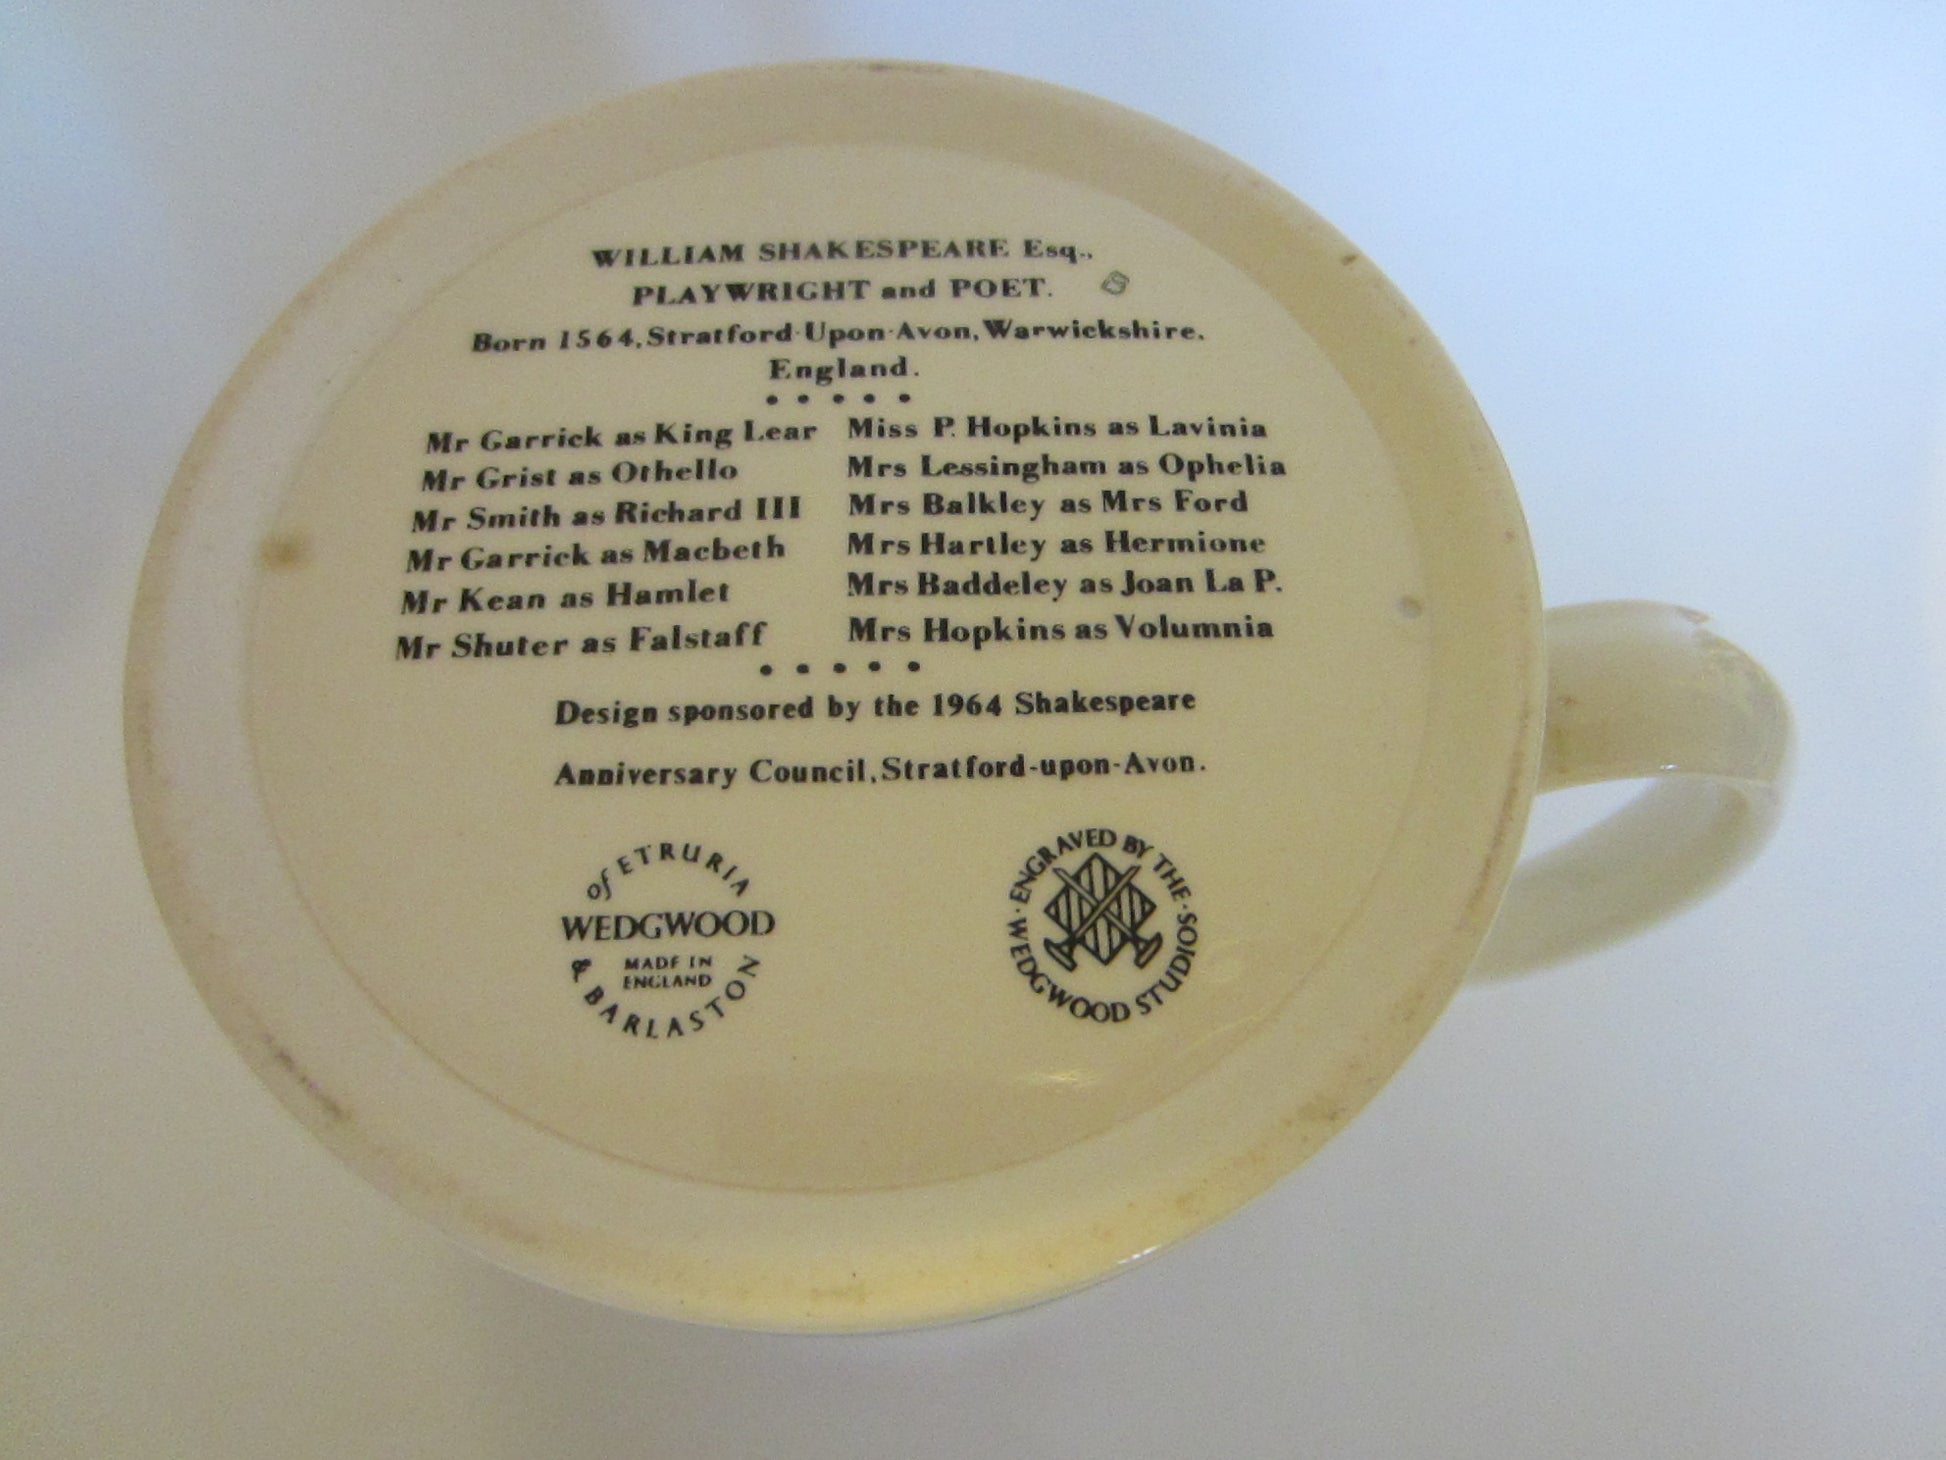 WILLIAM SHAKESPEARE Esq.,
PLAYWRIGHT and POET.
Born 1564, Stratford-Upon-Avon, Warwickshire,
England.
Mr Garrick as King Lear
Mr Grist as Othello
Mr Smith as Richard III
Mr Garrick as Macbeth
Mr Kean as Hamlet
Mr Shuter as Falstaff
Miss P. Hopkins as Lavinia
Mrs Lessingham as Ophelia
Mrs Balkley as Mrs Ford
Mrs Hartley as Hermione
Mrs Baddeley as Joan La P.
Mrs Hopkins as Volumnia
Design sponsored by the 1964 Shakespeare
Anniversary Council, Stratford-upon-Avon.
of ETRURIA
WEDGWOOD
MADE IN
ENGLAND
& BARLASTON
ENGRAVED BY THE · WEDGWOOD STUDIOS ·